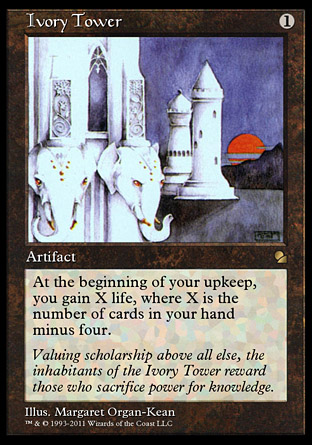 Ivory Tower 1
Artifact
At the beginning of your upkeep,
you gain X life, where X is the
number of cards in your hand
minus four.
Valuing scholarship above all else, the
inhabitants of the Ivory Tower reward
those who sacrifice power for knowledge.
Illus. Margaret Organ-Kean
™ & © 1993-2011 Wizards of the Coast LLC